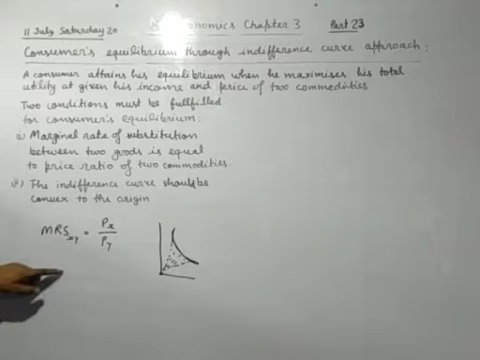 11 July Saturday 20
Economics Chapter 3
Part 23
Consumer's equilibrium through indifference curve approach:
A consumer attains his equilibrium when he maximises his total
utility at given his income and price of two commodities
Two conditions must be fullfilled
for consumer's equilibrium:
i) Marginal rate of substitution
between two goods is equal
to price ratio of two commodities.
ii) The indifference curve should be
convex to the origin
MRSxy = Px
Py